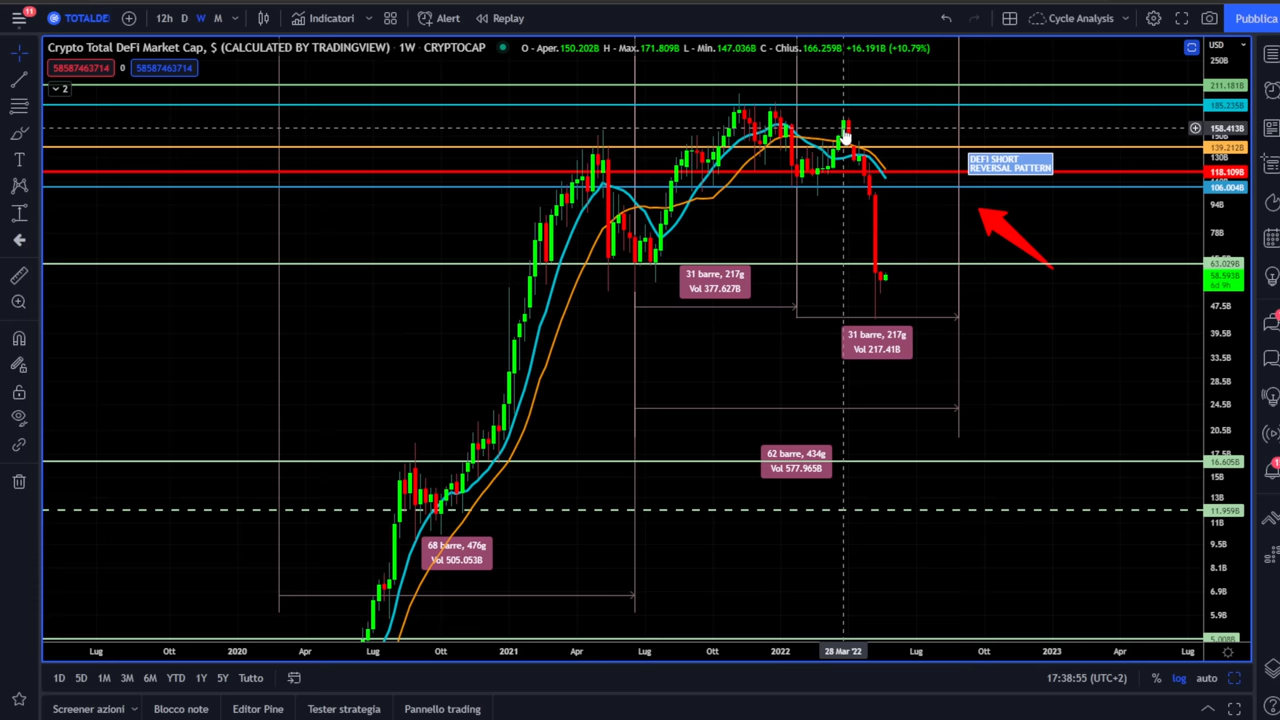 11
TOTALDE
12h D W M
Indicatori
Alert
Replay
Cycle Analysis
Pubblica
Crypto Total DeFi Market Cap, $ (CALCULATED BY TRADINGVIEW) · 1W · CRYPTOCAP
O - Aper.150.202B H - Max.171.809B L - Min.147.036B C - Chius.166.259B +16.191B (+10.79%)
USD
58587463714 0 58587463714
2
250B
211.181B
185.235B
158.413B
139.212B
130B
118.109B
106.004B
94B
78B
63.029B
58.593B
6d 9h
47.5B
39.5B
33.5B
28.5B
24.5B
20.5B
17.5B
16.605B
15B
13B
11.959B
11B
9.5B
8.1B
6.9B
5.9B
5.008B
DEFI SHORT
REVERSAL PATTERN
31 barre, 217g
Vol 377.627B
31 barre, 217g
Vol 217.41B
62 barre, 434g
Vol 577.965B
68 barre, 476g
Vol 505.053B
Lug Ott 2020 Apr Lug Ott 2021 Apr Lug Ott 2022 28 Mar '22 Lug Ott 2023 Apr Lug
1D 5D 1M 3M 6M YTD 1Y 5Y Tutto
17:38:55 (UTC+2) % log auto
Screener azioni Blocco note Editor Pine Tester strategia Pannello trading